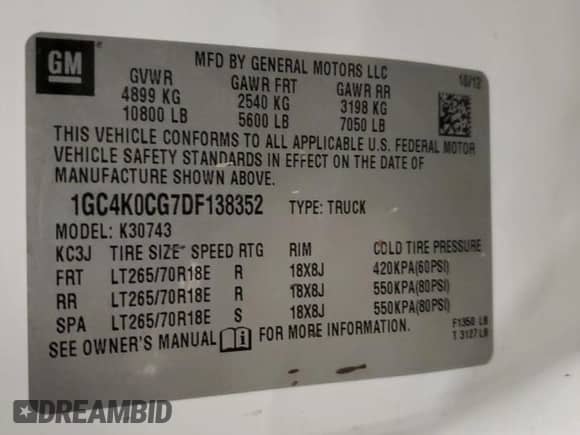 GM
MFD BY GENERAL MOTORS LLC
10/12
GVWR GAWR FRT GAWR RR
4899 KG 2540 KG 3198 KG
10800 LB 5600 LB 7050 LB
THIS VEHICLE CONFORMS TO ALL APPLICABLE U.S. FEDERAL MOTOR
VEHICLE SAFETY STANDARDS IN EFFECT ON THE DATE OF
MANUFACTURE SHOWN ABOVE.
1GC4K0CG7DF138352 TYPE: TRUCK
MODEL: K30743
KC3J TIRE SIZE SPEED RTG RIM COLD TIRE PRESSURE
FRT LT265/70R18E R 18X8J 420KPA(60PSI)
RR LT265/70R18E R 18X8J 550KPA(80PSI)
SPA LT265/70R18E S 18X8J 550KPA(80PSI)
SEE OWNER'S MANUAL FOR MORE INFORMATION.
F1350 LB
T 3127 LB
DREAMBID